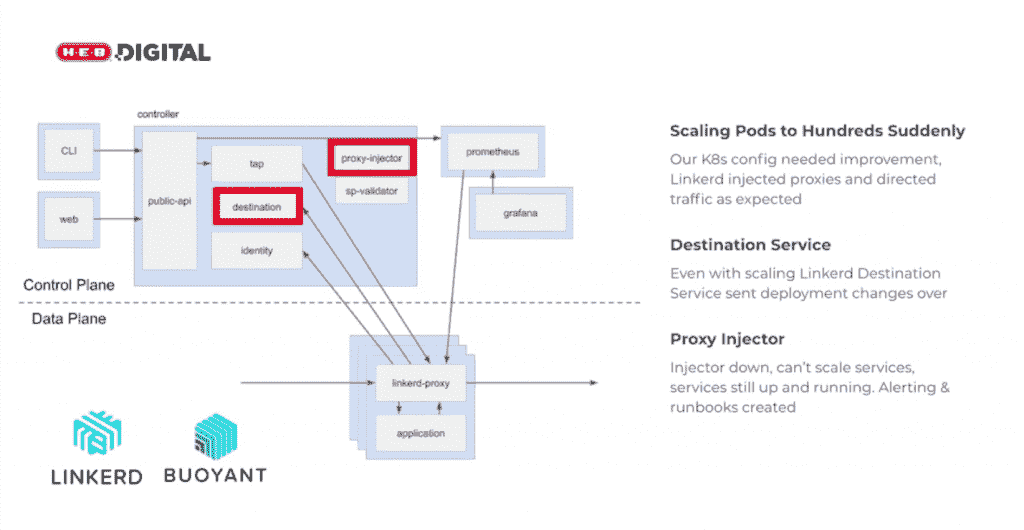 H-E-B DIGITAL
controller
CLI
web
public-api
tap
destination
identity
proxy-injector
sp-validator
prometheus
grafana
Control Plane
Data Plane
linkerd-proxy
application
LINKERD
BUOYANT
Scaling Pods to Hundreds Suddenly
Our K8s config needed improvement,
Linkerd injected proxies and directed
traffic as expected
Destination Service
Even with scaling Linkerd Destination
Service sent deployment changes over
Proxy Injector
Injector down, can't scale services,
services still up and running. Alerting &
runbooks created